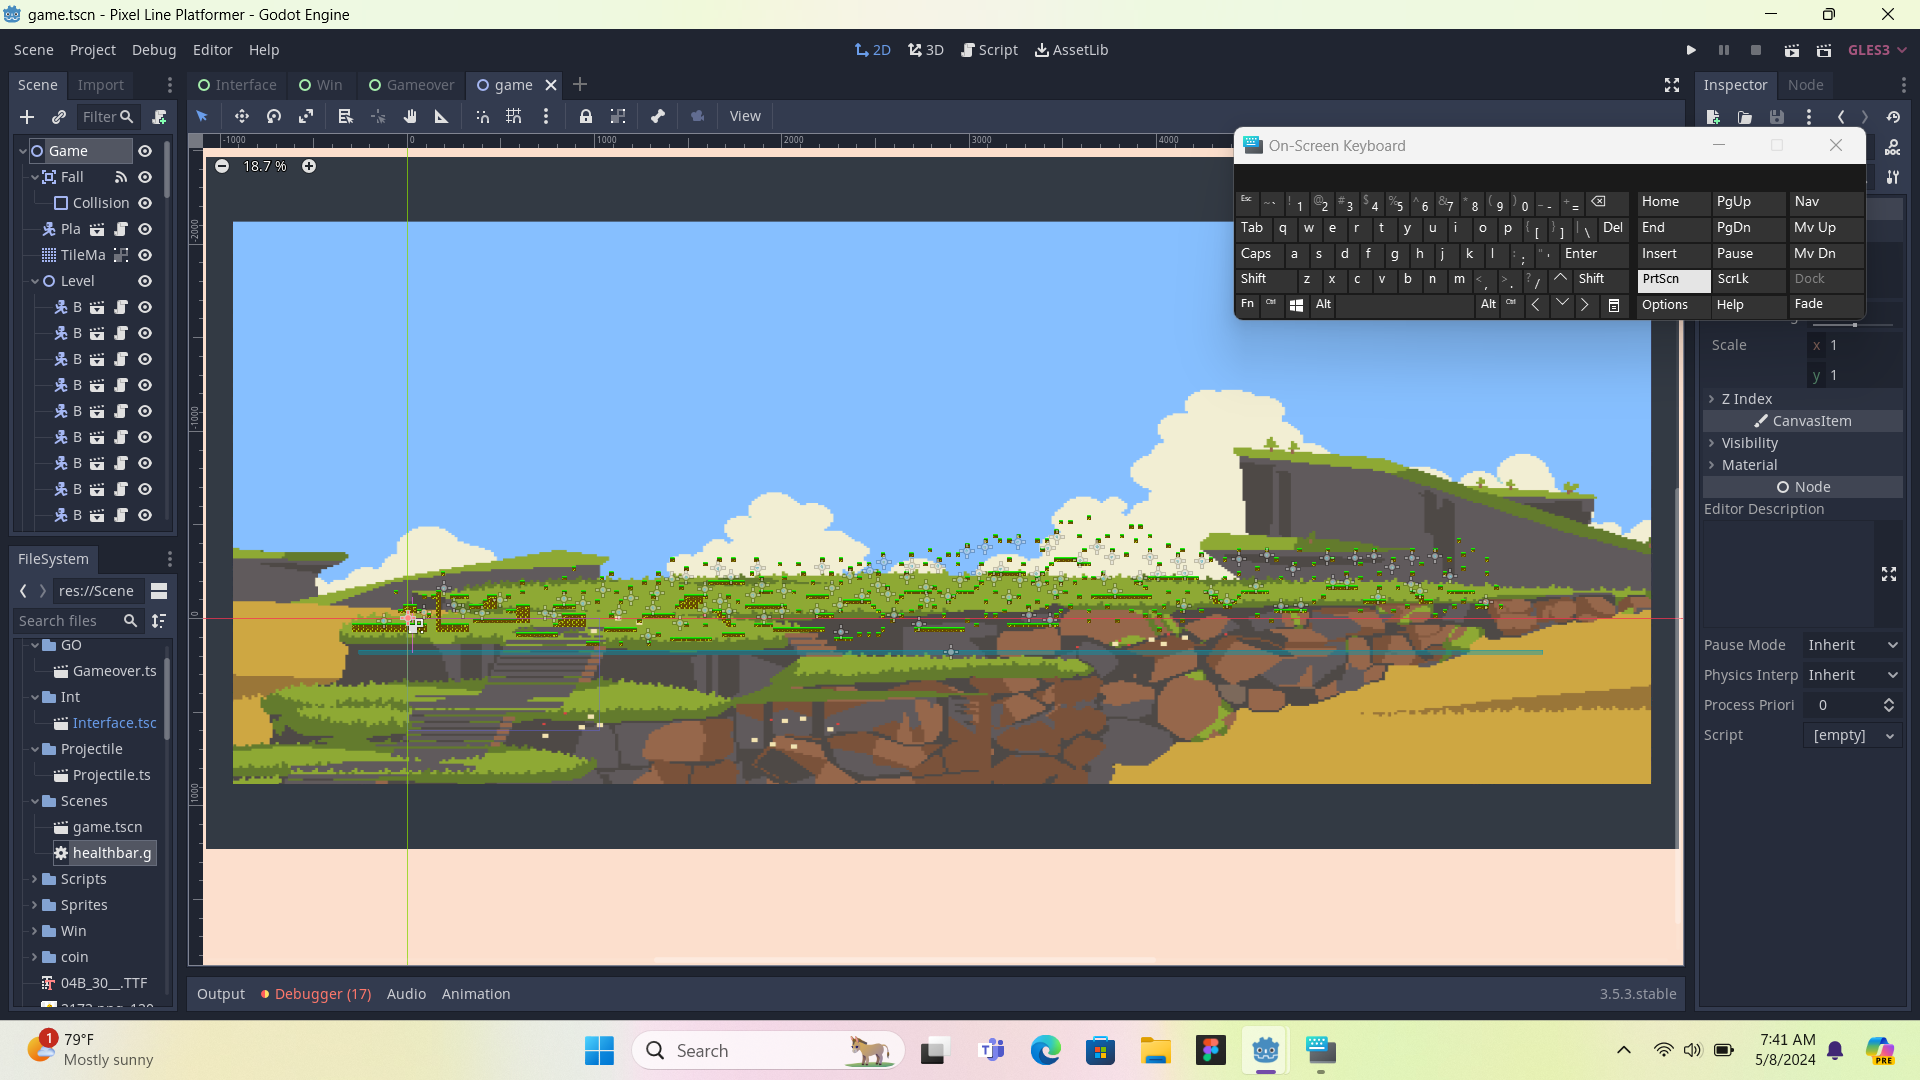 game.tscn - Pixel Line Platformer - Godot Engine
Scene Project Debug Editor Help
2D 3D Script AssetLib
GLES3
Scene Import
Interface Win Gameover game
Inspector Node
Filter
View
Game
Fall
Collision
Pla
TileMa
Level
B
B
B
B
B
B
B
B
B
-1000 0 1000 2000 3000 4000
18.7 %
-2000
-1000
0
1000
On-Screen Keyboard
Esc ~ ` ! 1 @ 2 # 3 $ 4 % 5 ^ 6 & 7 * 8 ( 9 ) 0 _ - + = Home PgUp Nav
Tab q w e r t y u i o p { [ } ] | \ Del End PgDn Mv Up
Caps a s d f g h j k l : ; " ' Enter Insert Pause Mv Dn
Shift z x c v b n m < , > . ? / Shift PrtScn ScrLk Dock
Fn Ctrl Alt Alt Ctrl Options Help Fade
Scale x 1
y 1
Z Index
CanvasItem
Visibility
Material
Node
Editor Description
Pause Mode Inherit
Physics Interp Inherit
Process Priori 0
Script [empty]
FileSystem
res://Scene
Search files
GO
Gameover.ts
Int
Interface.tsc
Projectile
Projectile.ts
Scenes
game.tscn
healthbar.g
Scripts
Sprites
Win
coin
04B_30__.TTF
Output Debugger (17) Audio Animation
3.5.3.stable
1
79°F
Mostly sunny
Search
PRE
7:41 AM
5/8/2024